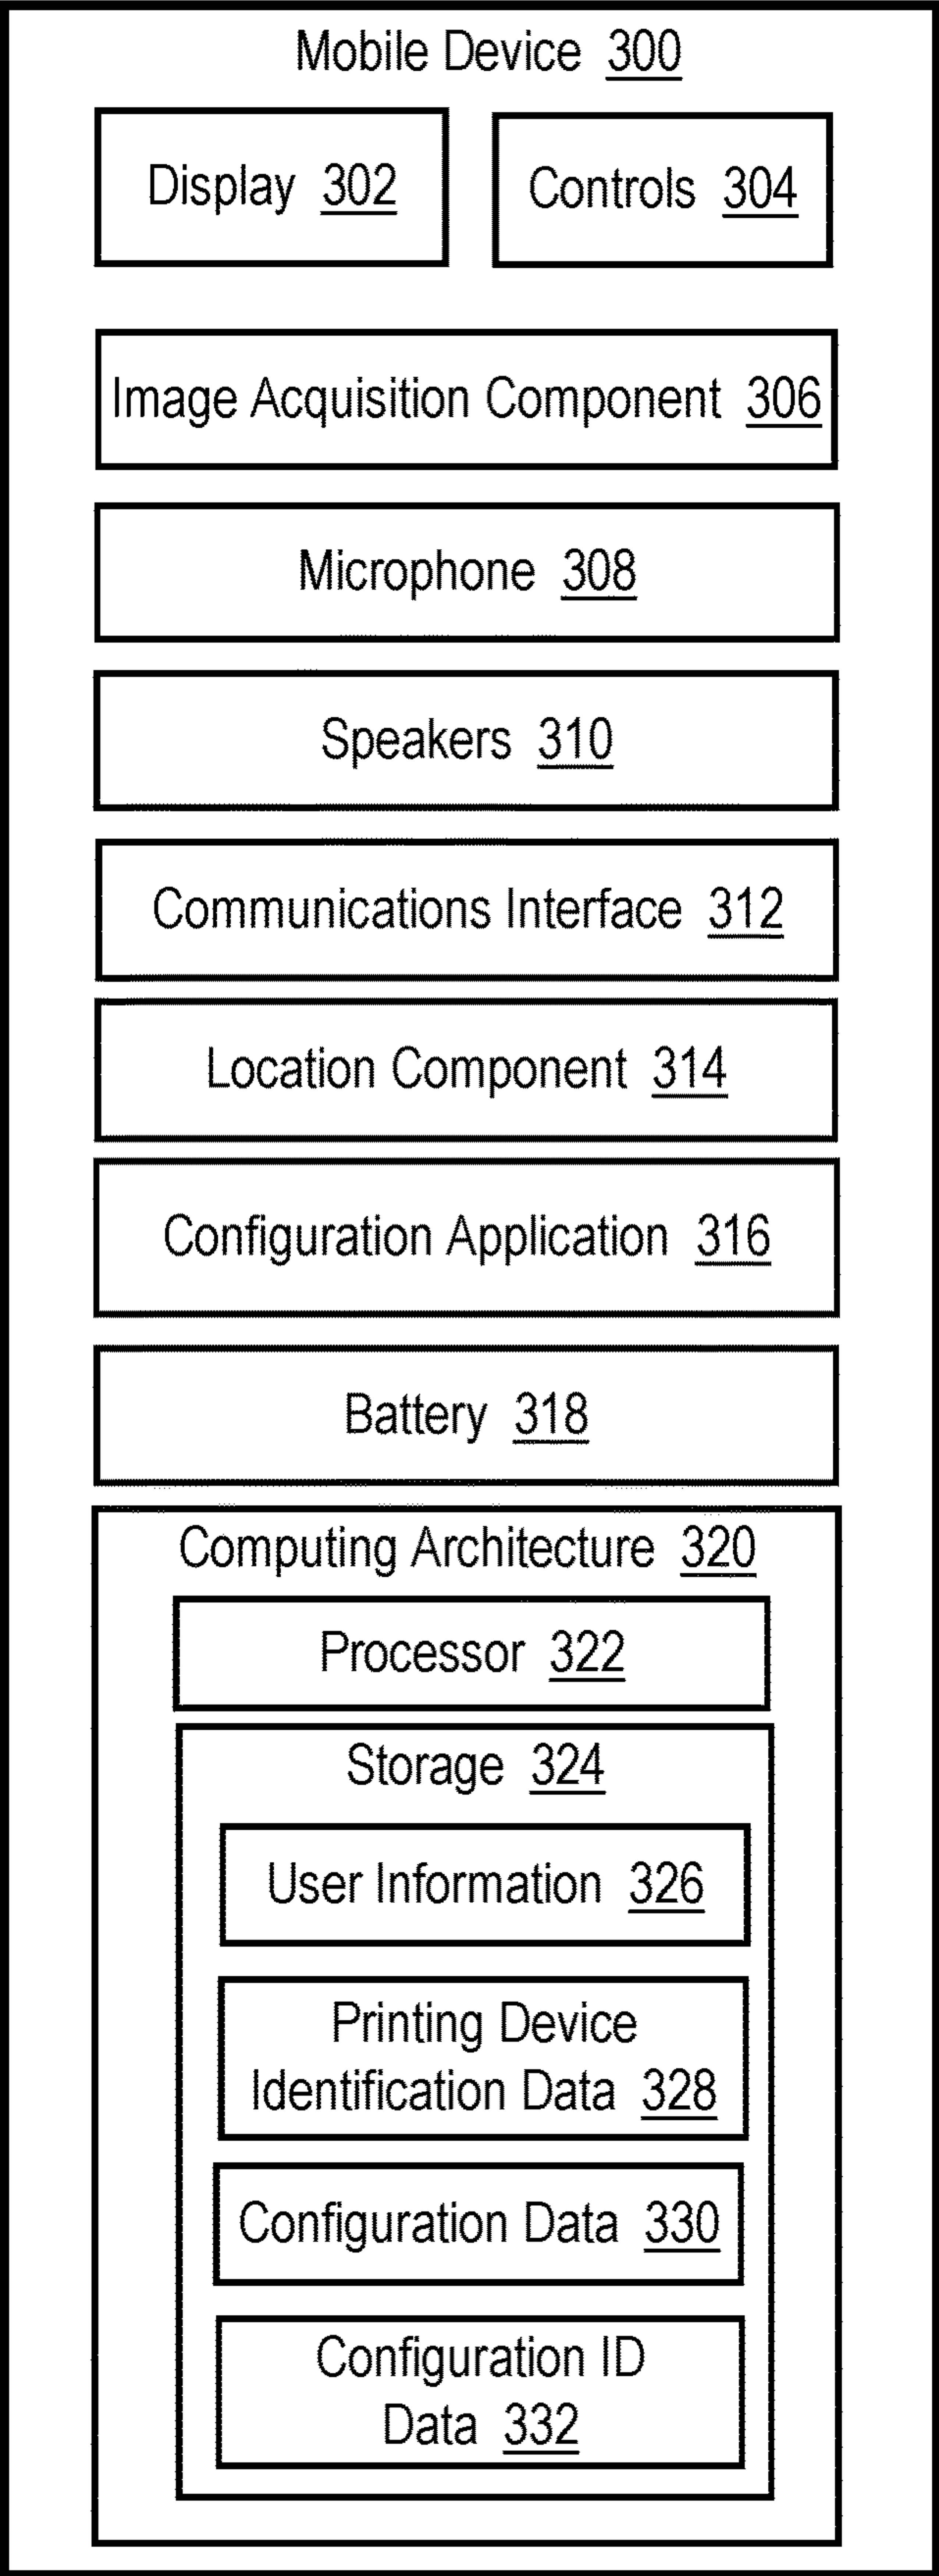 Mobile Device 300
Display 302
Controls 304
Image Acquisition Component 306
Microphone 308
Speakers 310
Communications Interface 312
Location Component 314
Configuration Application 316
Battery 318
Computing Architecture 320
Processor 322
Storage 324
User Information 326
Printing Device
Identification Data 328
Configuration Data 330
Configuration ID
Data 332